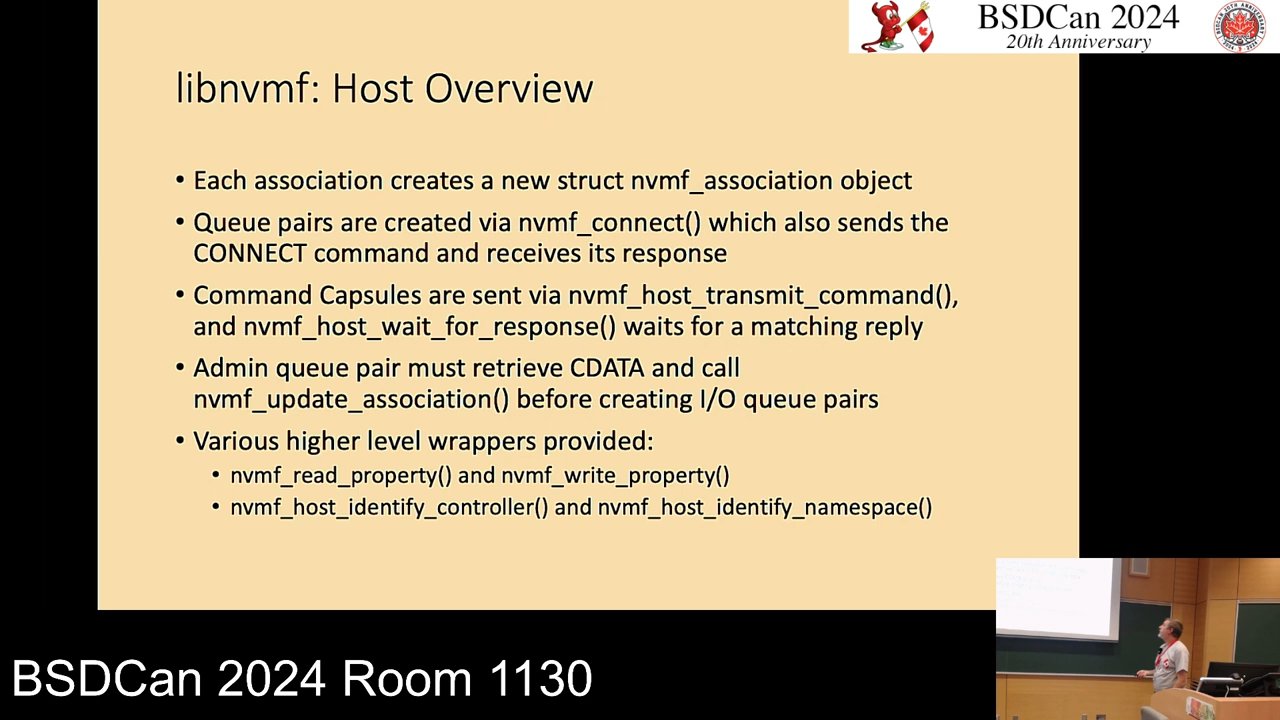 BSDCan 2024
20th Anniversary
libnvmf: Host Overview
• Each association creates a new struct nvmf_association object
• Queue pairs are created via nvmf_connect() which also sends the
CONNECT command and receives its response
• Command Capsules are sent via nvmf_host_transmit_command(),
and nvmf_host_wait_for_response() waits for a matching reply
• Admin queue pair must retrieve CDATA and call
nvmf_update_association() before creating I/O queue pairs
• Various higher level wrappers provided:
• nvmf_read_property() and nvmf_write_property()
• nvmf_host_identify_controller() and nvmf_host_identify_namespace()
BSDCan 2024 Room 1130